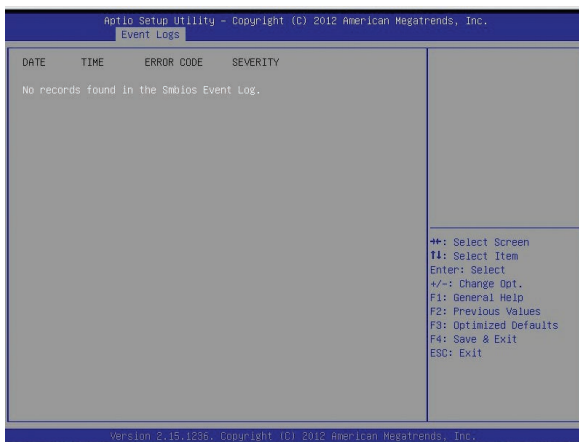 Aptio Setup Utility – Copyright (C) 2012 American Megatrends, Inc.
Event Logs
DATE TIME ERROR CODE SEVERITY
No records found in the Smbios Event Log.
→←: Select Screen
↑↓: Select Item
Enter: Select
+/-: Change Opt.
F1: General Help
F2: Previous Values
F3: Optimized Defaults
F4: Save & Exit
ESC: Exit
Version 2.15.1236. Copyright (C) 2012 American Megatrends, Inc.